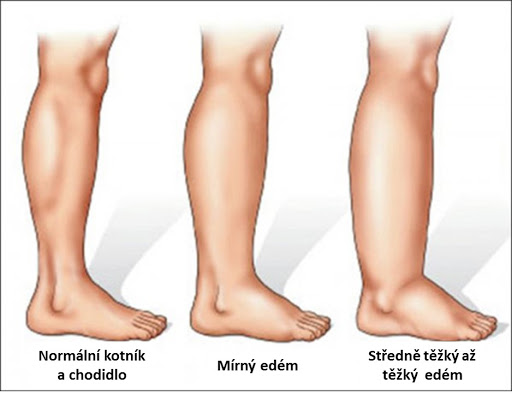 Normální kotník
a chodidlo
Mírný edém
Středně těžký až
těžký edém